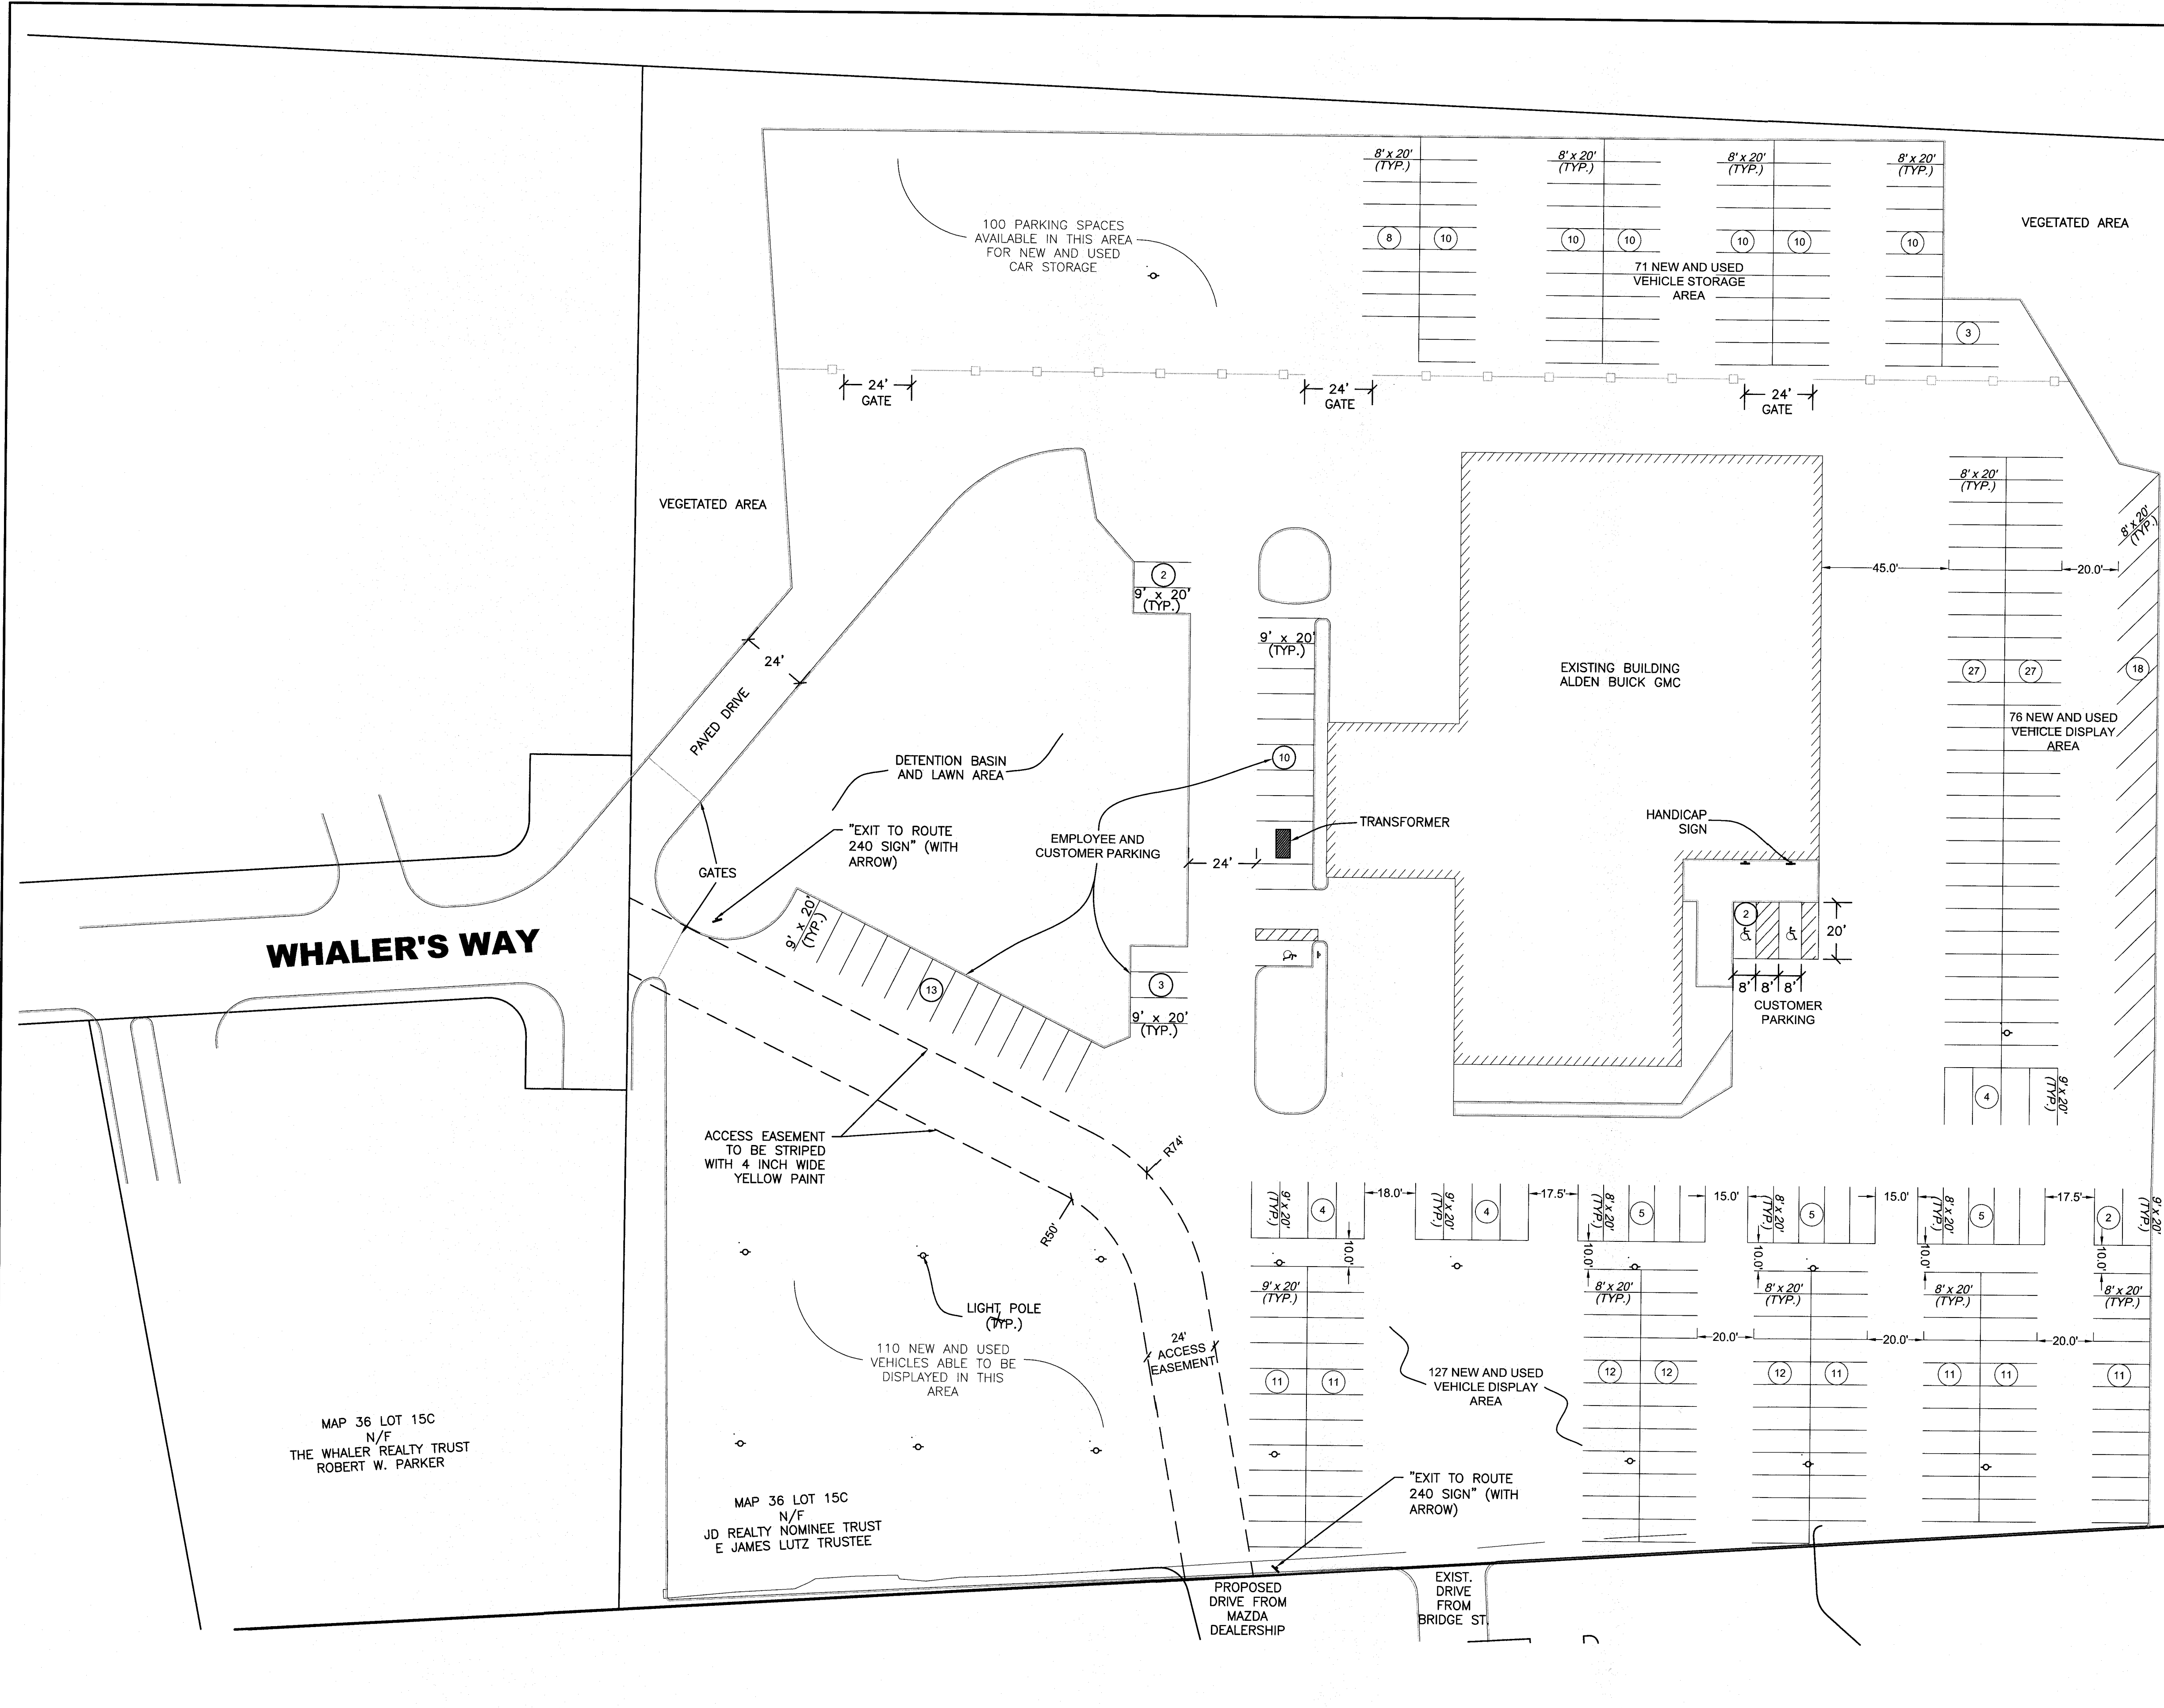 8' x 20'
(TYP.)
8' x 20'
(TYP.)
8' x 20'
(TYP.)
8' x 20'
(TYP.)
100 PARKING SPACES
AVAILABLE IN THIS AREA
FOR NEW AND USED
CAR STORAGE
8
10
10
10
10
10
10
VEGETATED AREA
71 NEW AND USED
VEHICLE STORAGE
AREA
3
24'
GATE
24'
GATE
24'
GATE
VEGETATED AREA
8' x 20'
(TYP.)
8' x 20'
(TYP.)
2
9' x 20'
(TYP.)
45.0'
20.0'
9' x 20'
(TYP.)
24'
PAVED DRIVE
EXISTING BUILDING
ALDEN BUICK GMC
27
27
18
76 NEW AND USED
VEHICLE DISPLAY
AREA
DETENTION BASIN
AND LAWN AREA
10
"EXIT TO ROUTE
240 SIGN" (WITH
ARROW)
EMPLOYEE AND
CUSTOMER PARKING
TRANSFORMER
HANDICAP
SIGN
24'
GATES
9' x 20'
(TYP.)
WHALER'S WAY
2
20'
13
3
9' x 20'
(TYP.)
8'
8'
8'
CUSTOMER
PARKING
4
9' x 20'
(TYP.)
ACCESS EASEMENT
TO BE STRIPED
WITH 4 INCH WIDE
YELLOW PAINT
R74'
R50'
9' x 20'
(TYP.)
4
18.0'
9' x 20'
(TYP.)
4
17.5'
8' x 20'
(TYP.)
5
15.0'
8' x 20'
(TYP.)
5
15.0'
8' x 20'
(TYP.)
5
17.5'
2
9' x 20'
(TYP.)
10.0'
10.0'
10.0'
10.0'
10.0'
9' x 20'
(TYP.)
8' x 20'
(TYP.)
8' x 20'
(TYP.)
8' x 20'
(TYP.)
8' x 20'
(TYP.)
LIGHT POLE
(TYP.)
24'
ACCESS
EASEMENT
20.0'
20.0'
20.0'
110 NEW AND USED
VEHICLES ABLE TO BE
DISPLAYED IN THIS
AREA
11
11
127 NEW AND USED
VEHICLE DISPLAY
AREA
12
12
12
11
11
11
11
MAP 36 LOT 15C
N/F
THE WHALER REALTY TRUST
ROBERT W. PARKER
"EXIT TO ROUTE
240 SIGN" (WITH
ARROW)
MAP 36 LOT 15C
N/F
JD REALTY NOMINEE TRUST
E JAMES LUTZ TRUSTEE
PROPOSED
DRIVE FROM
MAZDA
DEALERSHIP
EXIST.
DRIVE
FROM
BRIDGE ST.